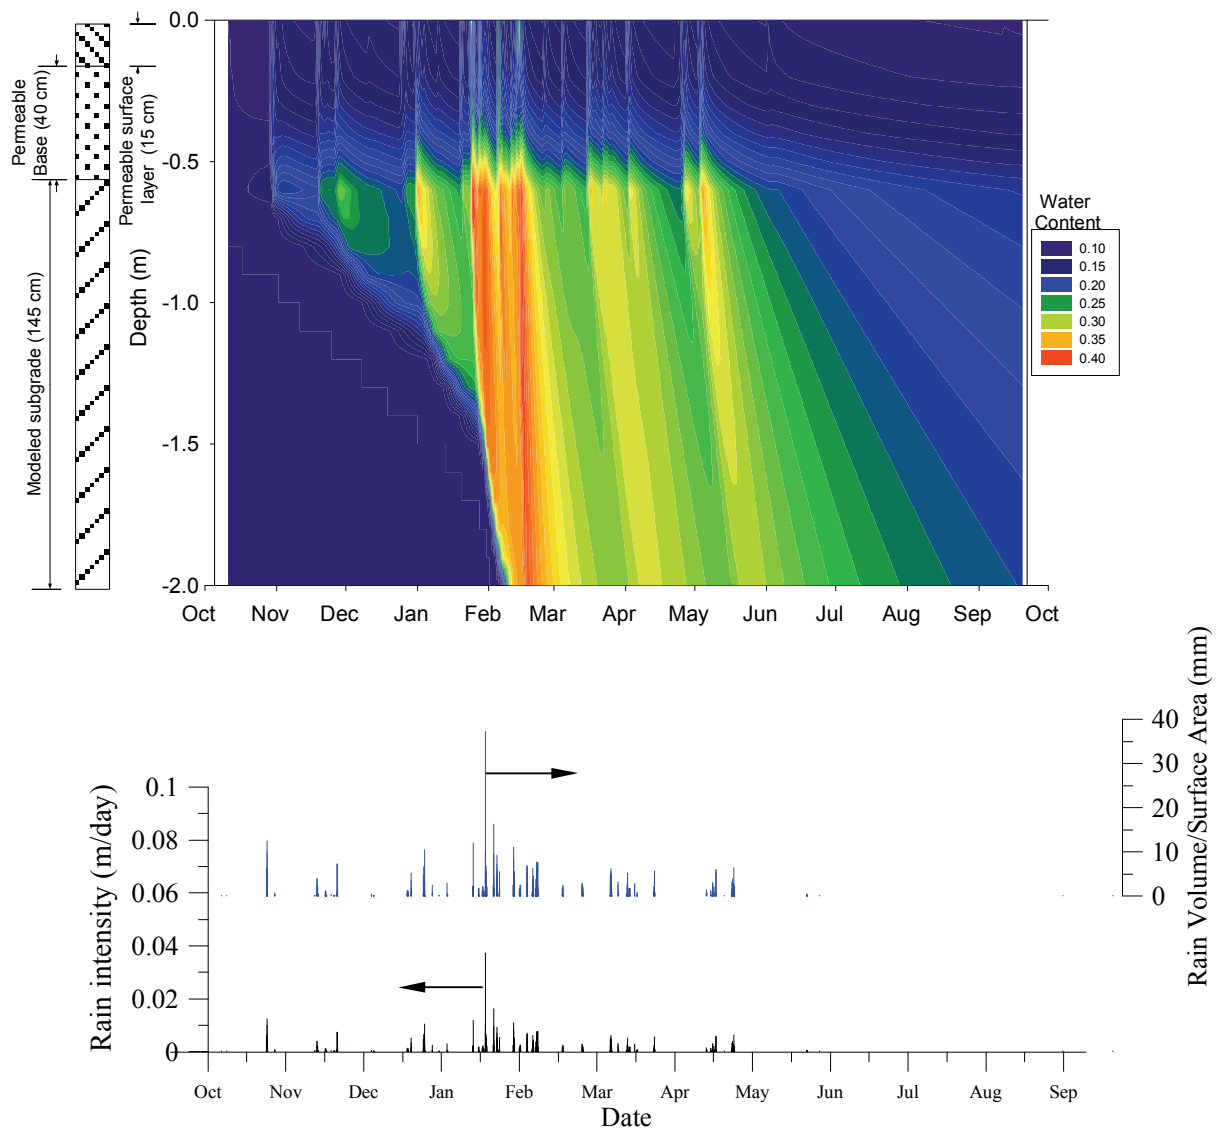 Permeable
Base (40 cm)
Modeled subgrade (145 cm)
Permeable surface
layer (15 cm)
Depth (m)
0.0
-0.5
-1.0
-1.5
-2.0
Oct Nov Dec Jan Feb Mar Apr May Jun Jul Aug Sep Oct
Water
Content
0.10
0.15
0.20
0.25
0.30
0.35
0.40
Rain intensity (m/day)
0.1
0.08
0.06
0.04
0.02
0
40
30
20
10
0
Rain Volume/Surface Area (mm)
Oct Nov Dec Jan Feb Mar Apr May Jun Jul Aug Sep
Date